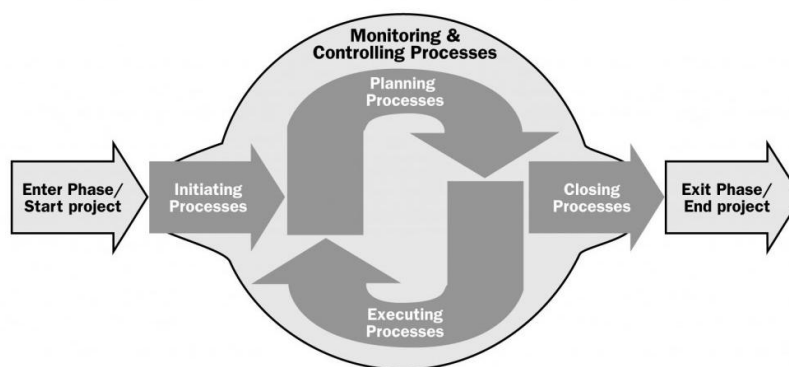 Monitoring &
Controlling Processes
Planning
Processes
Enter Phase/
Start project
Initiating
Processes
Closing
Processes
Exit Phase/
End project
Executing
Processes